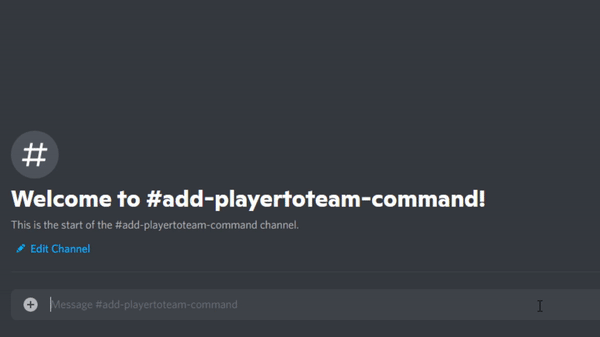 #
Welcome to #add-playertoteam-command!
This is the start of the #add-playertoteam-command channel.
Edit Channel
Message #add-playertoteam-command